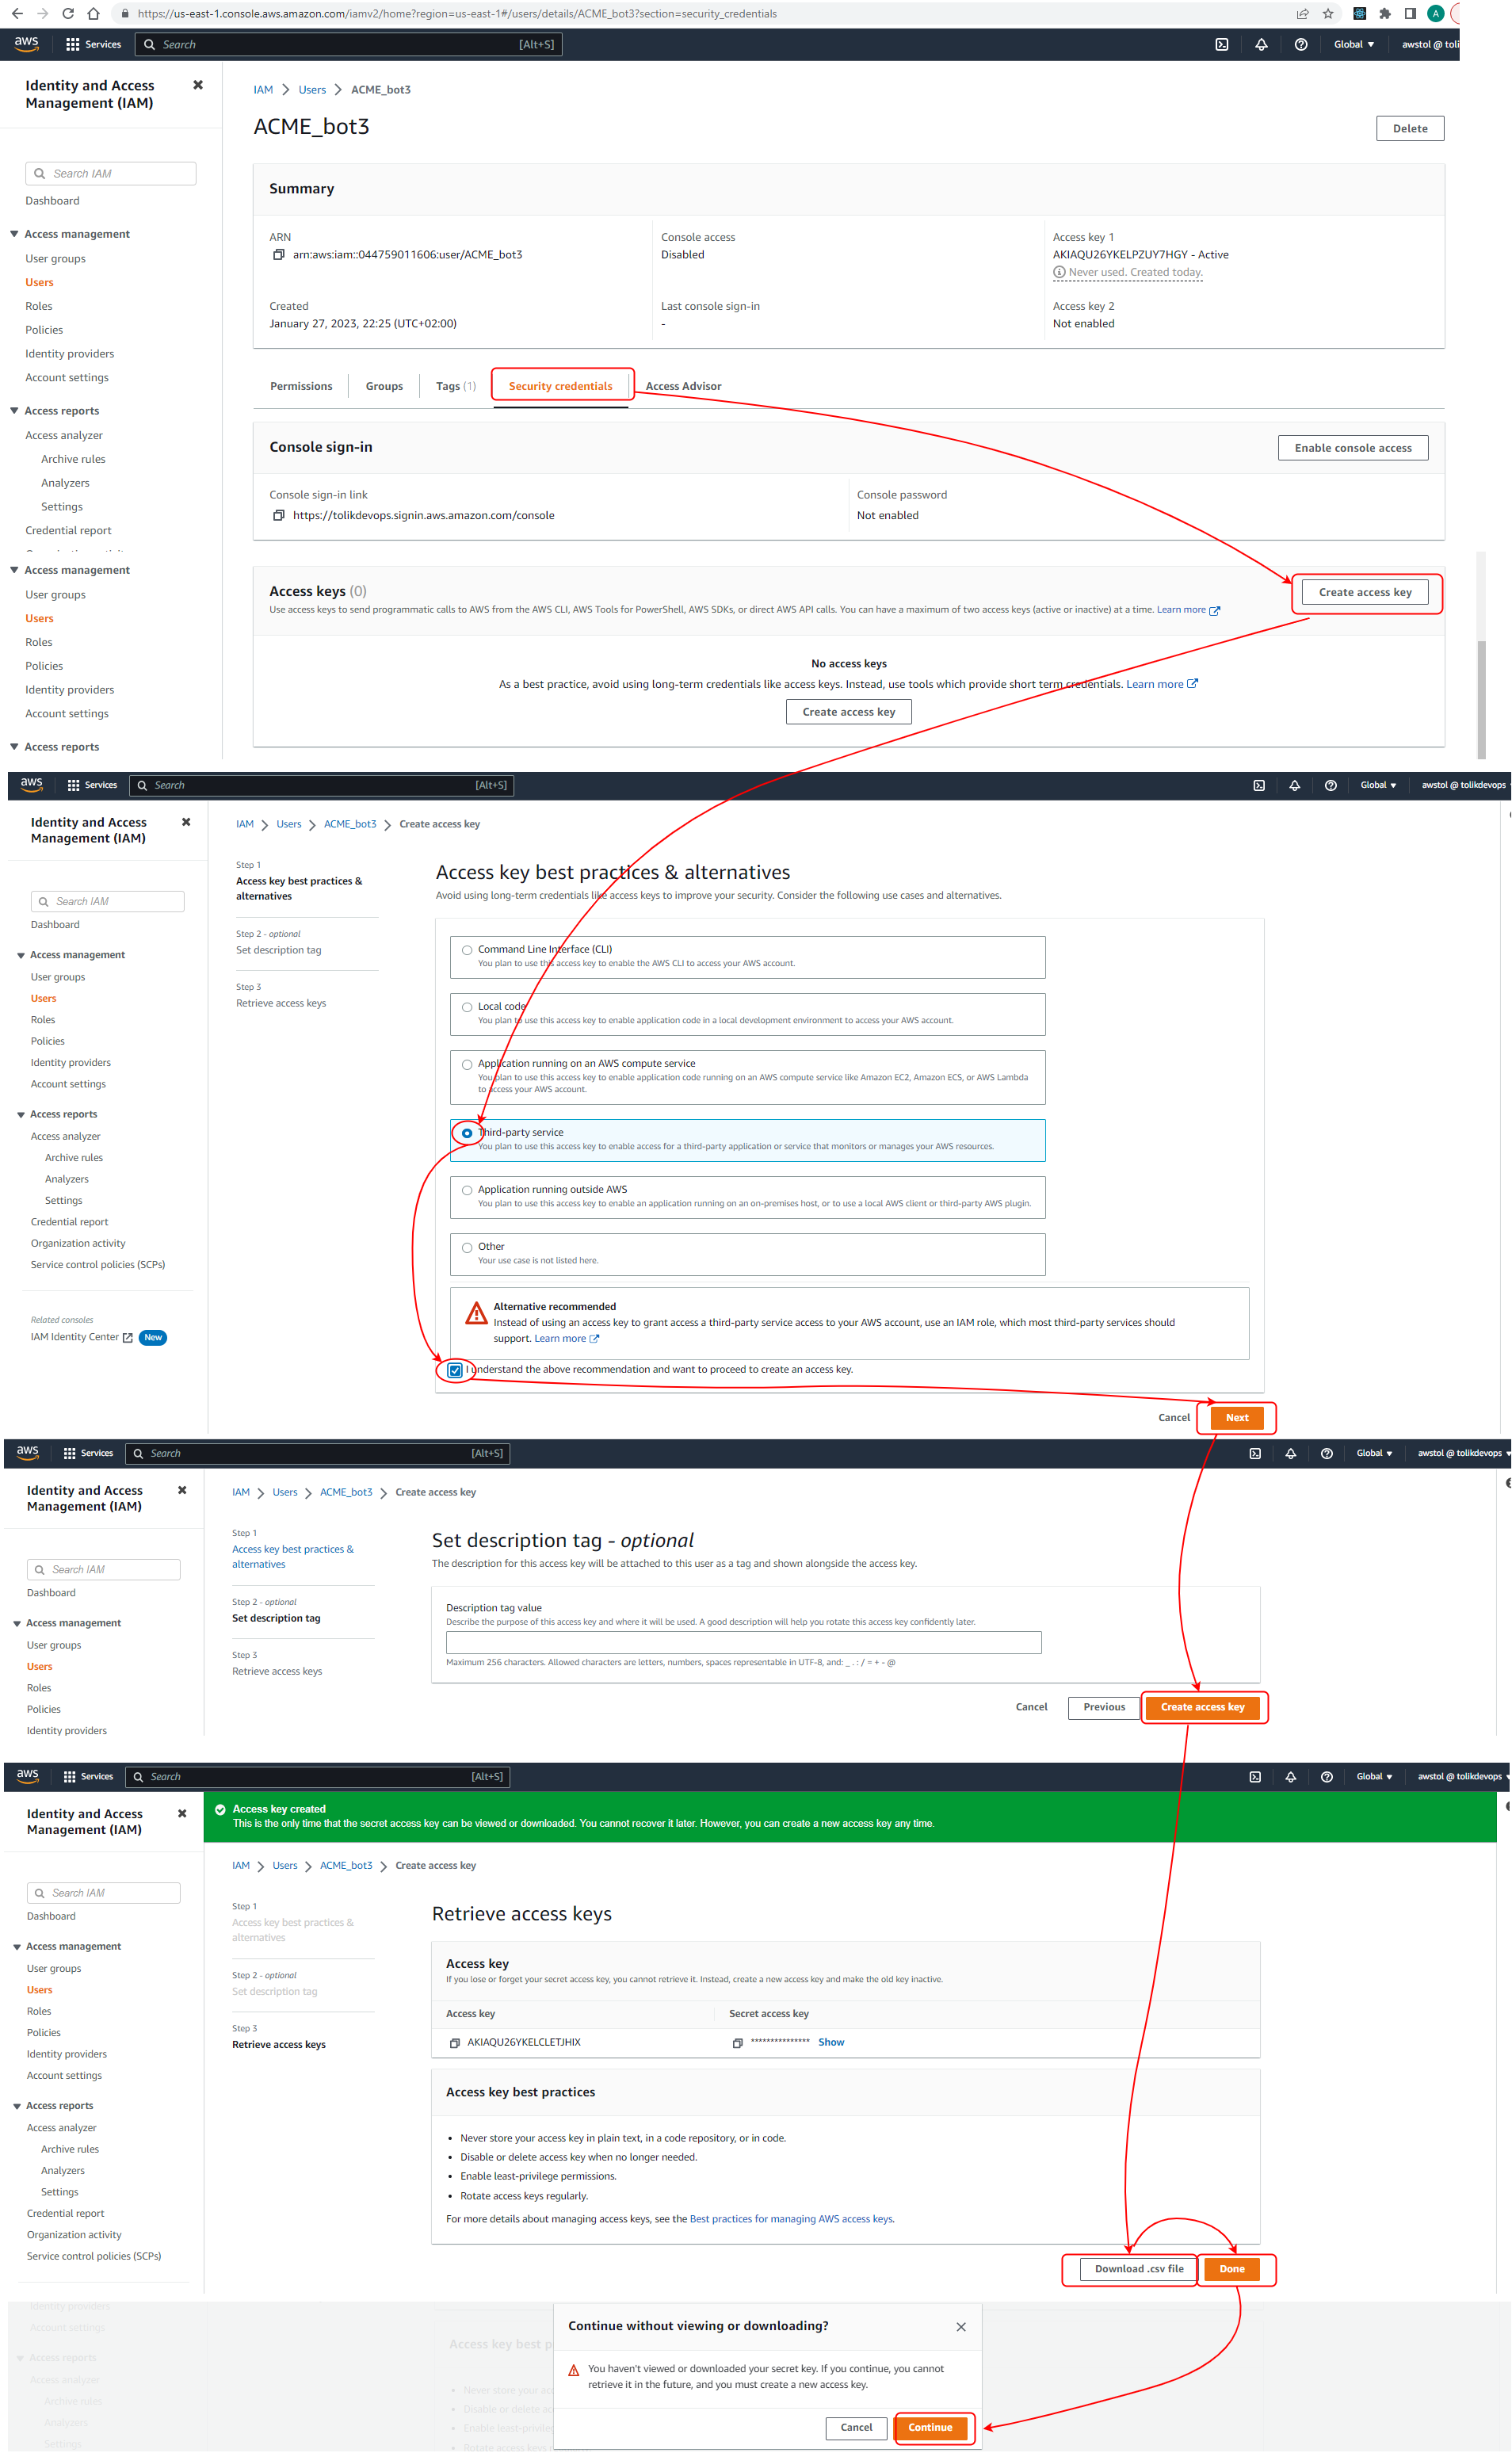 https://us-east-1.console.aws.amazon.com/iamv2/home?region=us-east-1#/users/details/ACME_bot3?section=security_credentials
A
aws Services Search [Alt+S] Global awstol @ toli
Identity and Access
Management (IAM)
Search IAM
Dashboard
Access management
User groups
Users
Roles
Policies
Identity providers
Account settings
Access reports
Access analyzer
Archive rules
Analyzers
Settings
Credential report
Access management
User groups
Users
Roles
Policies
Identity providers
Account settings
Access reports
IAM > Users > ACME_bot3
ACME_bot3
Delete
Summary
ARN
arn:aws:iam::044759011606:user/ACME_bot3
Console access
Disabled
Access key 1
AKIAQU26YKELPZUY7HGY - Active
Never used. Created today.
Created
January 27, 2023, 22:25 (UTC+02:00)
Last console sign-in
-
Access key 2
Not enabled
Permissions Groups Tags (1) Security credentials Access Advisor
Console sign-in
Enable console access
Console sign-in link
https://tolikdevops.signin.aws.amazon.com/console
Console password
Not enabled
Access keys (0)
Create access key
Use access keys to send programmatic calls to AWS from the AWS CLI, AWS Tools for PowerShell, AWS SDKs, or direct AWS API calls. You can have a maximum of two access keys (active or inactive) at a time. Learn more
No access keys
As a best practice, avoid using long-term credentials like access keys. Instead, use tools which provide short term credentials. Learn more
Create access key
aws Services Search [Alt+S] Global awstol @ tolikdevops
Identity and Access
Management (IAM)
Search IAM
Dashboard
Access management
User groups
Users
Roles
Policies
Identity providers
Account settings
Access reports
Access analyzer
Archive rules
Analyzers
Settings
Credential report
Organization activity
Service control policies (SCPs)
Related consoles
IAM Identity Center New
IAM > Users > ACME_bot3 > Create access key
Step 1
Access key best practices &
alternatives
Step 2 - optional
Set description tag
Step 3
Retrieve access keys
Access key best practices & alternatives
Avoid using long-term credentials like access keys to improve your security. Consider the following use cases and alternatives.
Command Line Interface (CLI)
You plan to use this access key to enable the AWS CLI to access your AWS account.
Local code
You plan to use this access key to enable application code in a local development environment to access your AWS account.
Application running on an AWS compute service
You plan to use this access key to enable application code running on an AWS compute service like Amazon EC2, Amazon ECS, or AWS Lambda
to access your AWS account.
Third-party service
You plan to use this access key to enable access for a third-party application or service that monitors or manages your AWS resources.
Application running outside AWS
You plan to use this access key to enable an application running on an on-premises host, or to use a local AWS client or third-party AWS plugin.
Other
Your use case is not listed here.
Alternative recommended
Instead of using an access key to grant access a third-party service access to your AWS account, use an IAM role, which most third-party services should
support. Learn more
I understand the above recommendation and want to proceed to create an access key.
Cancel Next
aws Services Search [Alt+S] Global awstol @ tolikdevops
Identity and Access
Management (IAM)
Search IAM
Dashboard
Access management
User groups
Users
Roles
Policies
Identity providers
IAM > Users > ACME_bot3 > Create access key
Step 1
Access key best practices &
alternatives
Step 2 - optional
Set description tag
Step 3
Retrieve access keys
Set description tag - optional
The description for this access key will be attached to this user as a tag and shown alongside the access key.
Description tag value
Describe the purpose of this access key and where it will be used. A good description will help you rotate this access key confidently later.
Maximum 256 characters. Allowed characters are letters, numbers, spaces representable in UTF-8, and: _ . : / = + - @
Cancel Previous Create access key
aws Services Search [Alt+S] Global awstol @ tolikdevops
Identity and Access
Management (IAM)
Search IAM
Dashboard
Access management
User groups
Users
Roles
Policies
Identity providers
Account settings
Access reports
Access analyzer
Archive rules
Analyzers
Settings
Credential report
Organization activity
Service control policies (SCPs)
Access key created
This is the only time that the secret access key can be viewed or downloaded. You cannot recover it later. However, you can create a new access key any time.
IAM > Users > ACME_bot3 > Create access key
Step 1
Access key best practices &
alternatives
Step 2 - optional
Set description tag
Step 3
Retrieve access keys
Retrieve access keys
Access key
If you lose or forget your secret access key, you cannot retrieve it. Instead, create a new access key and make the old key inactive.
Access key Secret access key
AKIAQU26YKELCLETJHIX *************** Show
Access key best practices
• Never store your access key in plain text, in a code repository, or in code.
• Disable or delete access key when no longer needed.
• Enable least-privilege permissions.
• Rotate access keys regularly.
For more details about managing access keys, see the Best practices for managing AWS access keys.
Download .csv file Done
Identity providers
Account settings
Access reports
Access analyzer
Archive rules
Analyzers
Settings
Access key best p
• Never store your acc
• Disable or delete ac
• Enable least-privileg
• Rotate access keys
Continue without viewing or downloading?
You haven't viewed or downloaded your secret key. If you continue, you cannot
retrieve it in the future, and you must create a new access key.
Cancel Continue